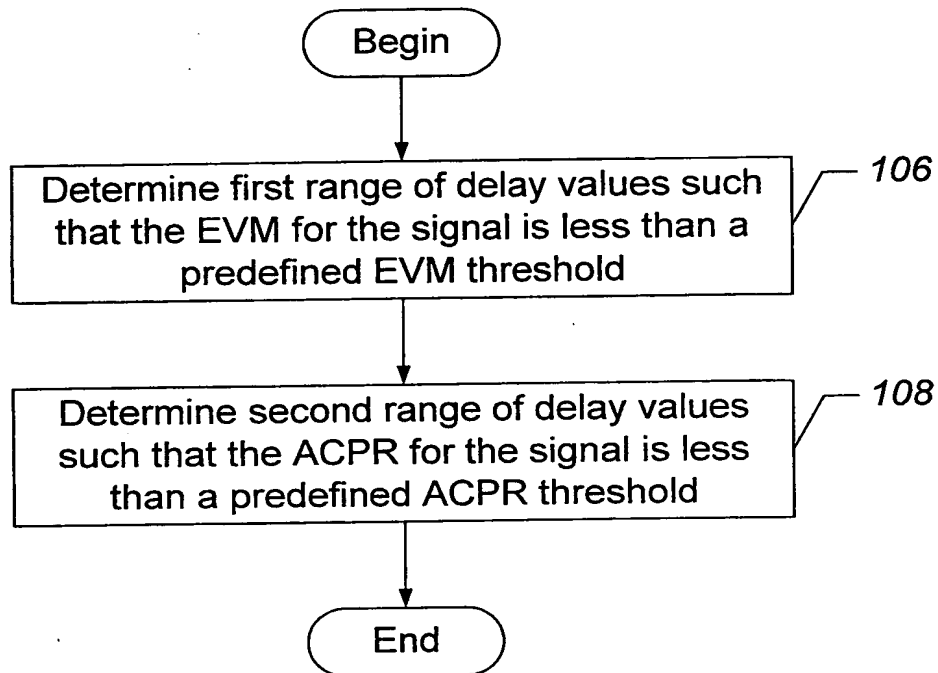 Begin
Determine first range of delay values such
that the EVM for the signal is less than a
predefined EVM threshold
106
Determine second range of delay values
such that the ACPR for the signal is less
than a predefined ACPR threshold
108
End